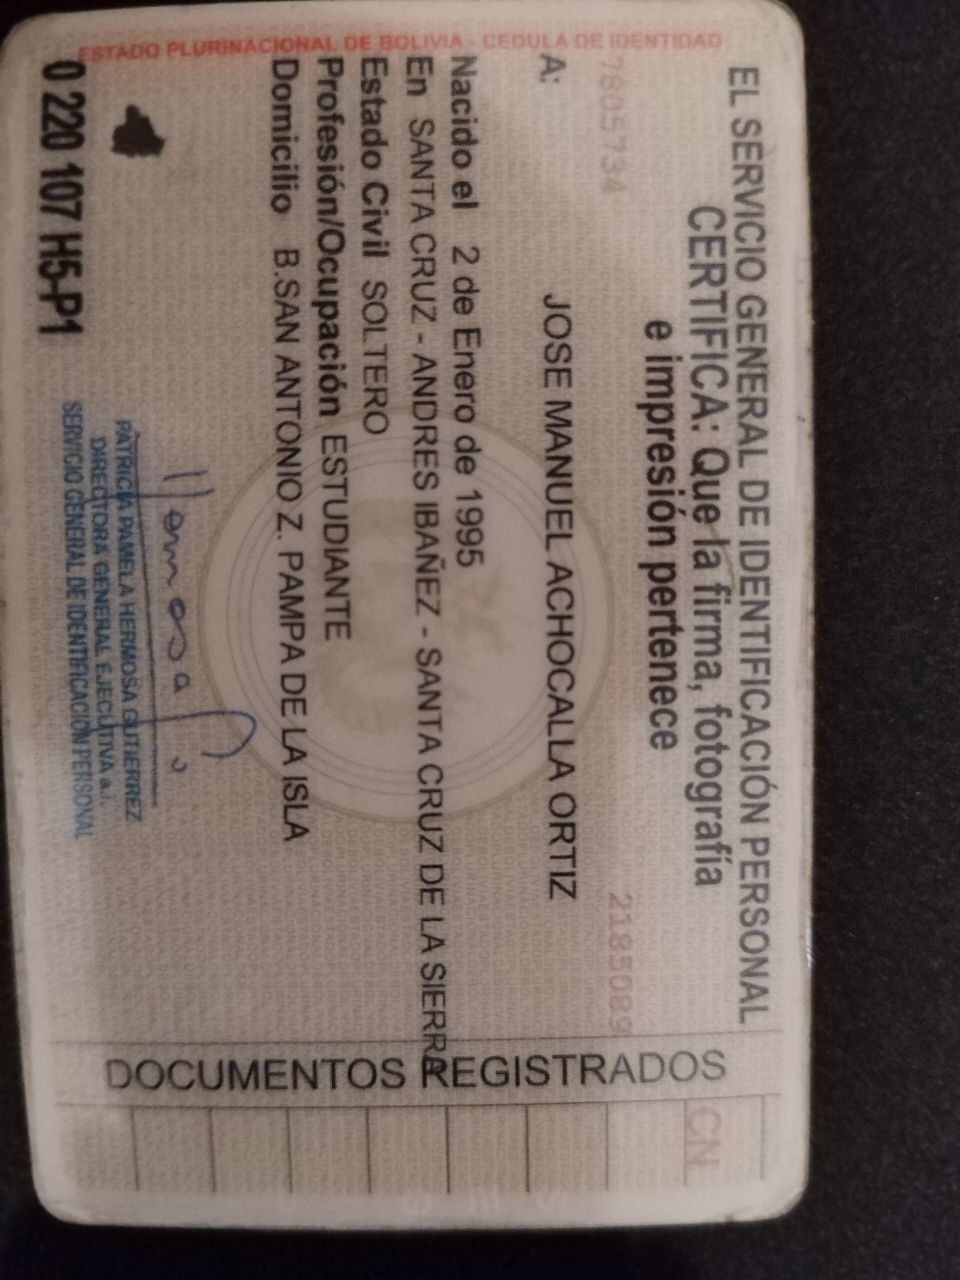 ESTADO PLURINACIONAL DE BOLIVIA - CEDULA DE IDENTIDAD
EL SERVICIO GENERAL DE IDENTIFICACIÓN PERSONAL
CERTIFICA: Que la firma, fotografía
e impresión pertenece
7805734
2185089
A: JOSE MANUEL ACHOCALLA ORTIZ
Nacido el 2 de Enero de 1995
En SANTA CRUZ - ANDRES IBAÑEZ - SANTA CRUZ DE LA SIERRA
Estado Civil SOLTERO
Profesión/Ocupación ESTUDIANTE
Domicilio B.SAN ANTONIO Z. PAMPA DE LA ISLA
PATRICIA PAMELA HERMOSA GUTIERREZ
DIRECTORA GENERAL EJECUTIVA a.i.
SERVICIO GENERAL DE IDENTIFICACIÓN PERSONAL
0 220 107 H5-P1
DOCUMENTOS REGISTRADOS
CN